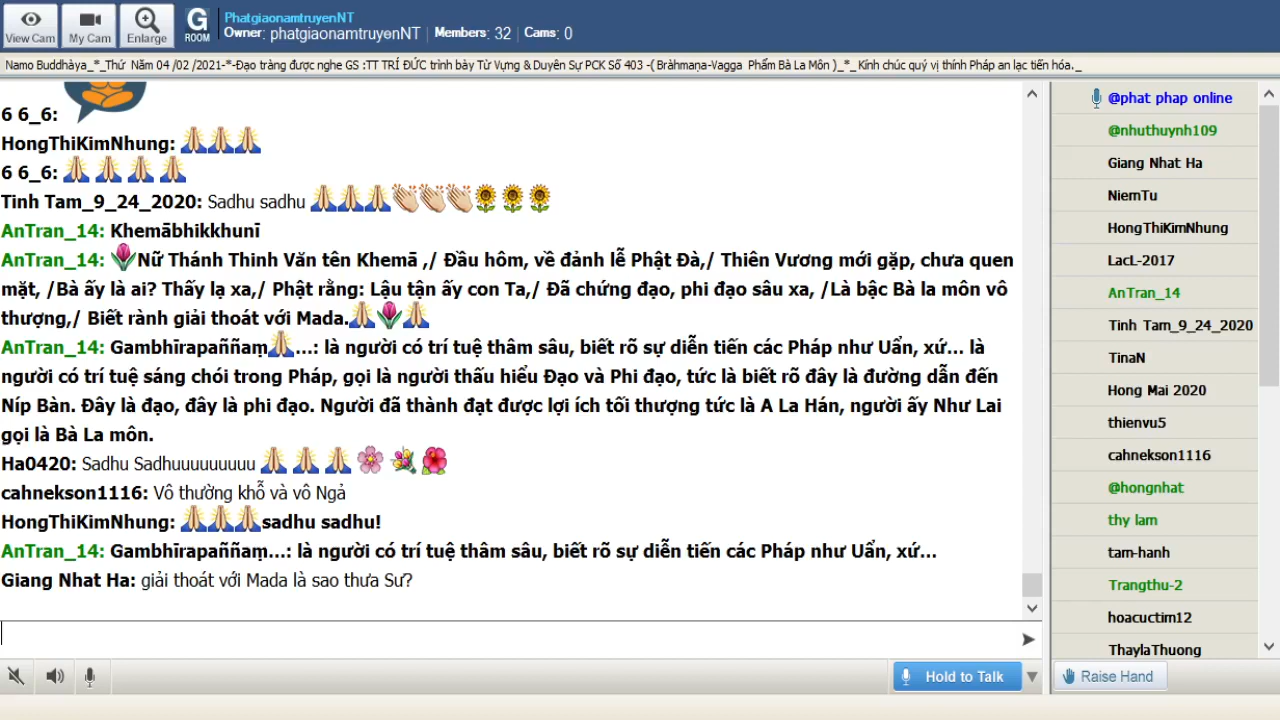 View Cam
My Cam
Enlarge
G
ROOM
PhatgiaonamtruyenNT
Owner: phatgiaonamtruyenNT | Members: 32 | Cams: 0
Namo Buddhàya_*_Thứ Năm 04 /02 /2021-*-Đạo tràng được nghe GS :TT TRÍ ĐỨC trình bày Từ Vựng & Duyên Sự PCK Số 403 -( Bràhmaṇa-Vagga Phẩm Bà La Môn )_*_ Kính chúc quý vị thính Pháp an lạc tiến hóa._
6 6_6:
HongThiKimNhung: 🙏🙏🙏
6 6_6: 🙏 🙏 🙏 🙏
Tinh Tam_9_24_2020: Sadhu sadhu 🙏🙏🙏👏👏👏🌻🌻🌻
AnTran_14: Khemābhikkhunī
AnTran_14: 🌷Nữ Thánh Thinh Văn tên Khemā ,/ Đầu hôm, về đảnh lễ Phật Đà,/ Thiên Vương mới gặp, chưa quen
mặt, /Bà ấy là ai? Thấy lạ xa,/ Phật rằng: Lậu tận ấy con Ta,/ Đã chứng đạo, phi đạo sâu xa, /Là bậc Bà la môn vô
thượng,/ Biết rành giải thoát với Mada.🙏🌷🙏
AnTran_14: Gambhīrapaññaṃ🙏...: là người có trí tuệ thâm sâu, biết rõ sự diễn tiến các Pháp như Uẩn, xứ... là
người có trí tuệ sáng chói trong Pháp, gọi là người thấu hiểu Đạo và Phi đạo, tức là biết rõ đây là đường dẫn đến
Níp Bàn. Đây là đạo, đây là phi đạo. Người đã thành đạt được lợi ích tối thượng tức là A La Hán, người ấy Như Lai
gọi là Bà La môn.
Ha0420: Sadhu Sadhuuuuuuuuu 🙏 🙏 🙏 🌸 💐 🌺
cahnekson1116: Vô thường khỗ và vô Ngả
HongThiKimNhung: 🙏🙏🙏sadhu sadhu!
AnTran_14: Gambhīrapaññaṃ...: là người có trí tuệ thâm sâu, biết rõ sự diễn tiến các Pháp như Uẩn, xứ...
Giang Nhat Ha: giải thoát với Mada là sao thưa Sư?
Hold to Talk
@phat phap online
@nhuthuynh109
Giang Nhat Ha
NiemTu
HongThiKimNhung
LacL-2017
AnTran_14
Tinh Tam_9_24_2020
TinaN
Hong Mai 2020
thienvu5
cahnekson1116
@hongnhat
thy lam
tam-hanh
Trangthu-2
hoacuctim12
ThaylaThuong
Raise Hand